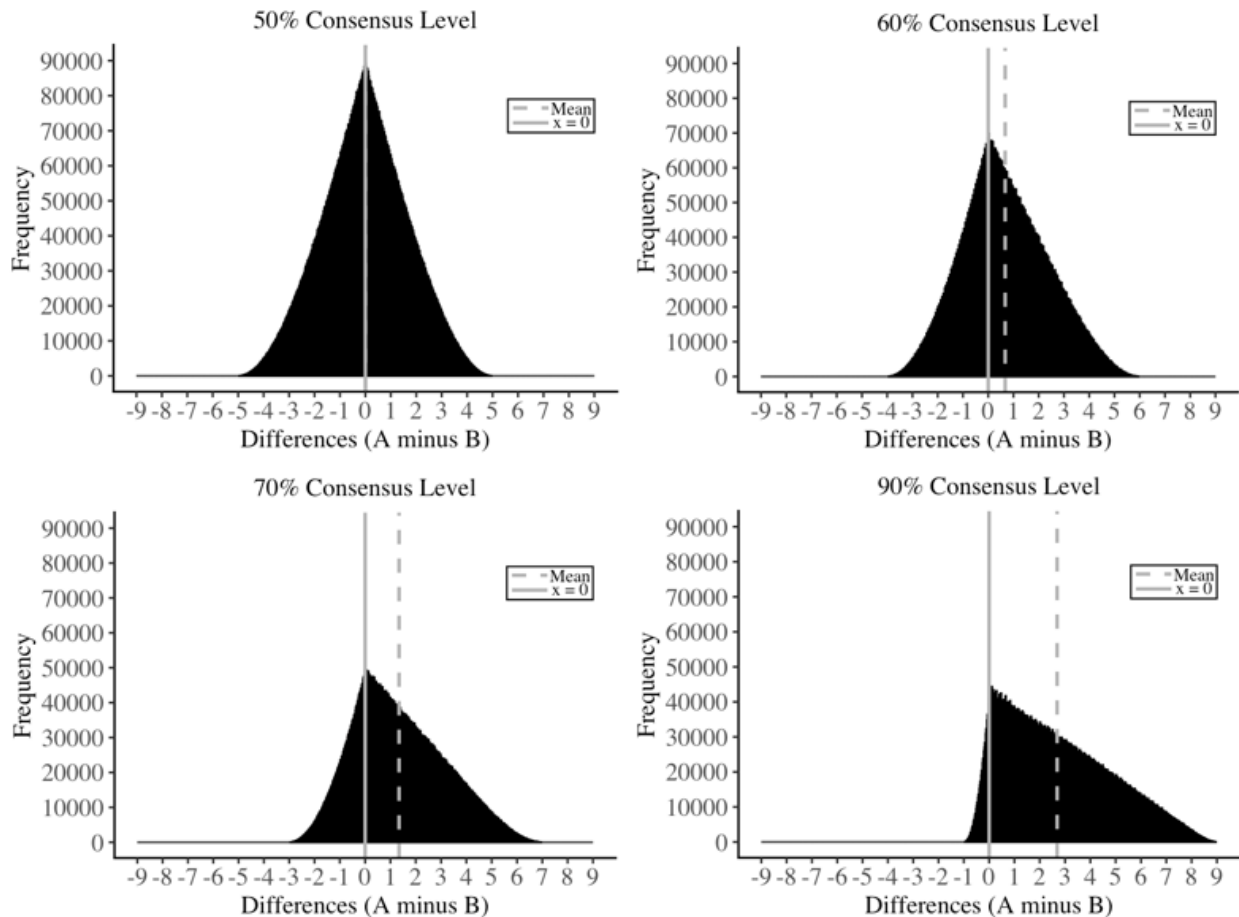 50% Consensus Level
90000
80000
70000
60000
50000
40000
30000
20000
10000
0
Frequency
Mean
x = 0
-9 -8 -7 -6 -5 -4 -3 -2 -1 0 1 2 3 4 5 6 7 8 9
Differences (A minus B)
60% Consensus Level
90000
80000
70000
60000
50000
40000
30000
20000
10000
0
Frequency
Mean
x = 0
-9 -8 -7 -6 -5 -4 -3 -2 -1 0 1 2 3 4 5 6 7 8 9
Differences (A minus B)
70% Consensus Level
90000
80000
70000
60000
50000
40000
30000
20000
10000
0
Frequency
Mean
x = 0
-9 -8 -7 -6 -5 -4 -3 -2 -1 0 1 2 3 4 5 6 7 8 9
Differences (A minus B)
90% Consensus Level
90000
80000
70000
60000
50000
40000
30000
20000
10000
0
Frequency
Mean
x = 0
-9 -8 -7 -6 -5 -4 -3 -2 -1 0 1 2 3 4 5 6 7 8 9
Differences (A minus B)